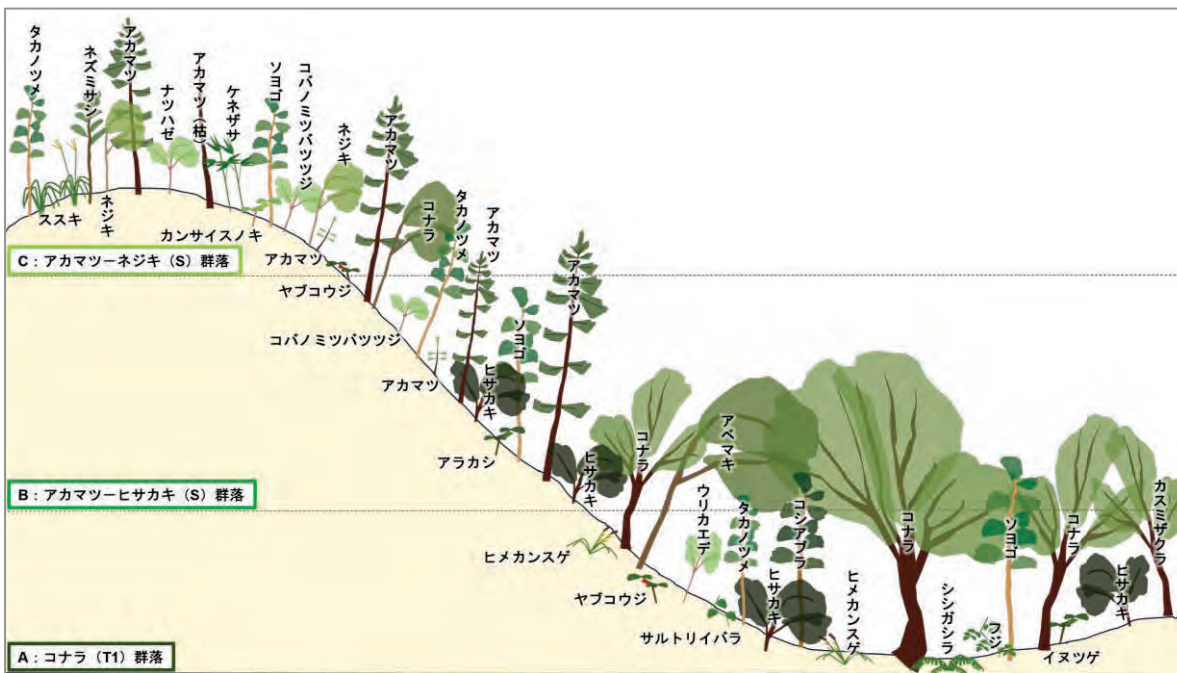 タカノツメ
ススキ
ネズミサシ
ネジキ
アカマツ
ナツハゼ
アカマツ（枯）
ケネザサ
カンサイスノキ
ソヨゴ
コバノミツバツツジ
ネジキ
アカマツ
アカマツ
コナラ
タカノツメ
アカマツ
アカマツ
C：アカマツーネジキ（S）群落
ヤブコウジ
コバノミツバツツジ
アカマツ
ソヨゴ
ヒサカキ
アラカシ
ヒサカキ
コナラ
アベマキ
B：アカマツーヒサカキ（S）群落
ヒメカンスゲ
ウリカエデ
タカノツメ
コシアブラ
コナラ
ソヨゴ
コナラ
カスミザクラ
ヤブコウジ
サルトリイバラ
ヒサカキ
ヒメカンスゲ
シシガシラ
フジ
イヌツゲ
ヒサカキ
A：コナラ（T1）群落